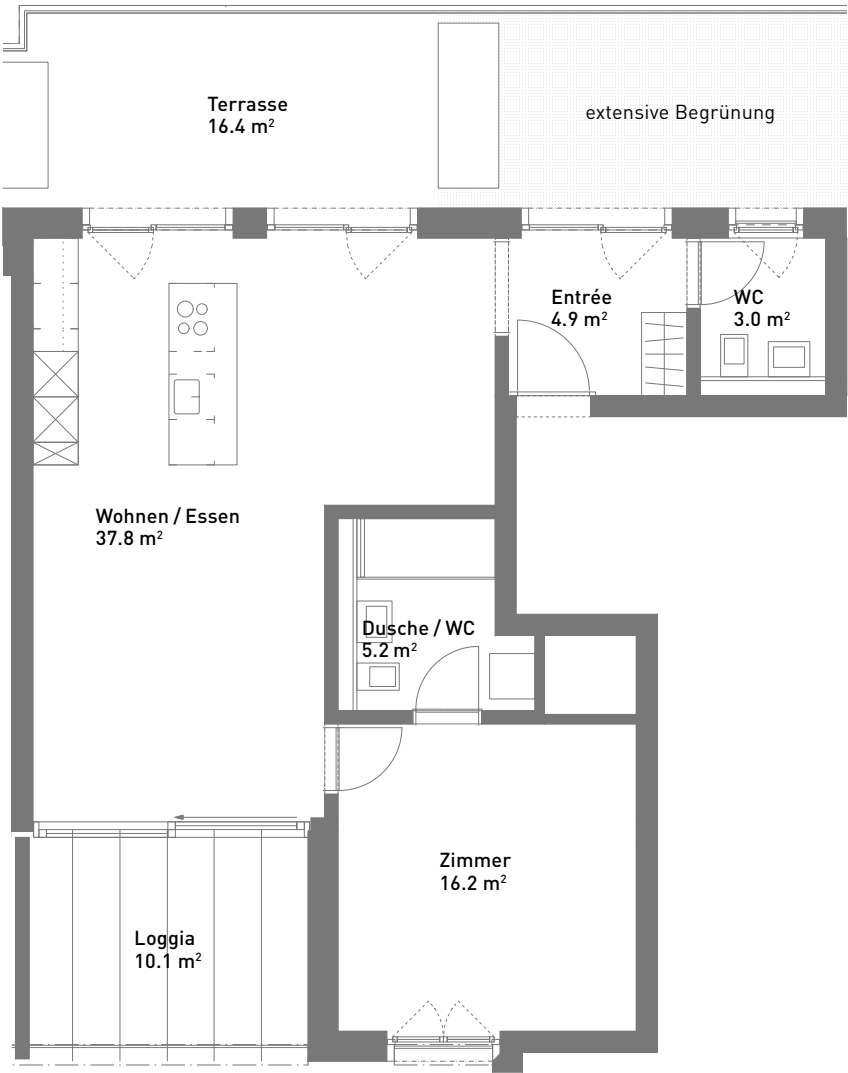 Terrasse
16.4 m²
extensive Begrünung
Entrée
4.9 m²
WC
3.0 m²
Wohnen / Essen
37.8 m²
Dusche / WC
5.2 m²
Zimmer
16.2 m²
Loggia
10.1 m²